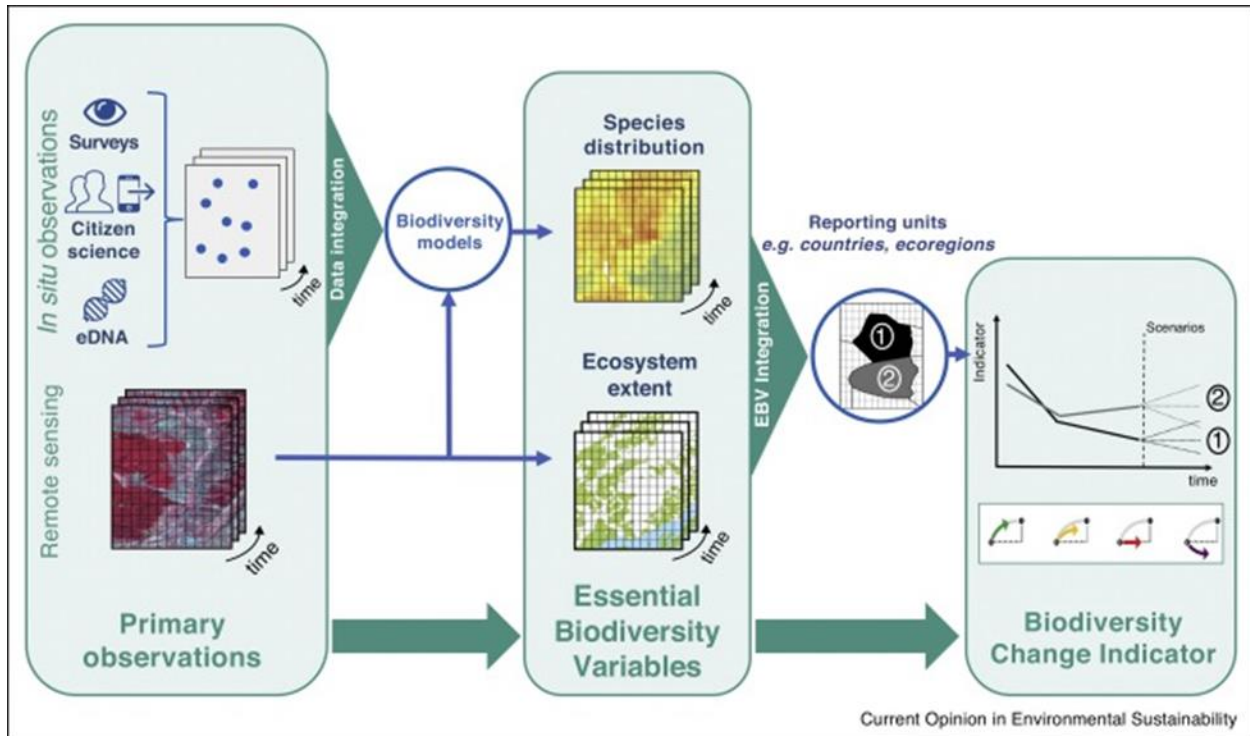 In situ observations
Surveys
Citizen
science
eDNA
time
Remote sensing
time
Primary
observations
Data integration
Biodiversity
models
Species
distribution
time
Ecosystem
extent
time
Essential
Biodiversity
Variables
EBV Integration
Reporting units
e.g. countries, ecoregions
1
2
Indicator
Scenarios
2
1
time
Biodiversity
Change Indicator
Current Opinion in Environmental Sustainability